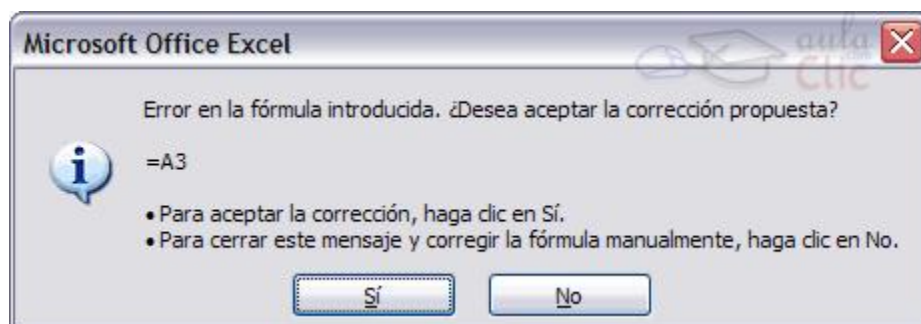 Microsoft Office Excel
aula
Clic
Error en la fórmula introducida. ¿Desea aceptar la corrección propuesta?
=A3
• Para aceptar la corrección, haga clic en Sí.
• Para cerrar este mensaje y corregir la fórmula manualmente, haga clic en No.
Sí No